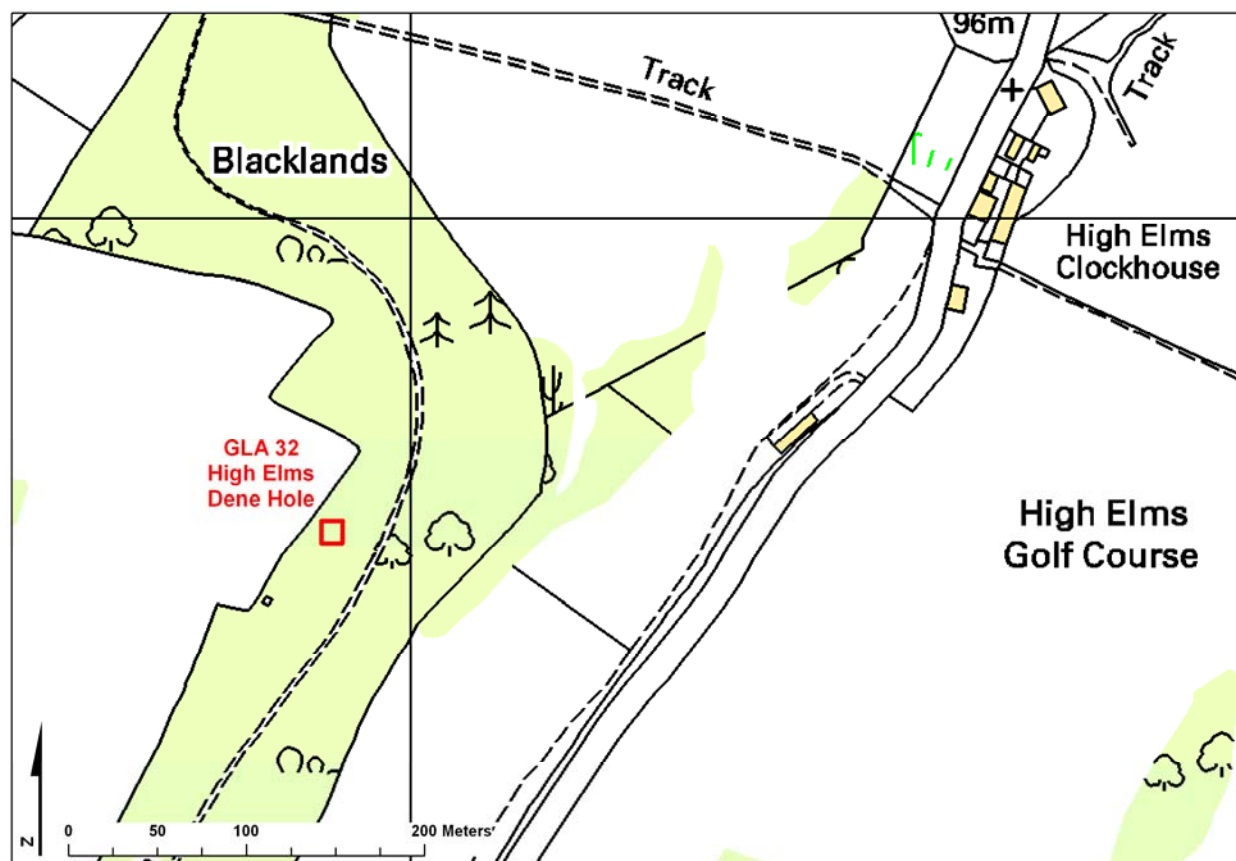 96m
Track
Track
Blacklands
High Elms
Clockhouse
GLA 32
High Elms
Dene Hole
High Elms
Golf Course
0 50 100 200 Meters
N